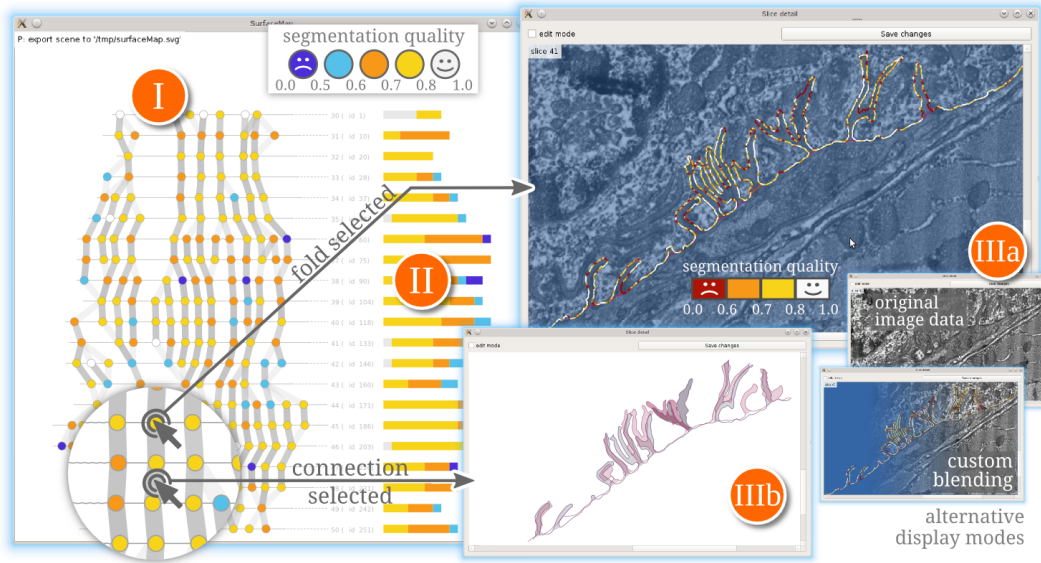 SurfaceMap
P: export scene to '/tmp/surfaceMap.svg'
segmentation quality
0.0 0.5 0.6 0.7 0.8 1.0
I
30 ( id 1)
31 ( id 10)
32 ( id 20)
33 ( id 28)
34 ( id 37)
35 ( id
60)
id 75)
38 ( id 90)
39 ( id 104)
40 ( id 118)
41 ( id 133)
42 ( id 146)
43 ( id 160)
44 ( id 171)
45 ( id 186)
46 ( id 203)
49 ( id 242)
50 ( id 251)
fold selected
II
connection
selected
Slice detail
edit mode
Save changes
slice 41
segmentation quality
0.0 0.6 0.7 0.8 1.0
IIIa
original
image data
Slice detail
edit mode
Save changes
IIIb
custom
blending
alternative
display modes